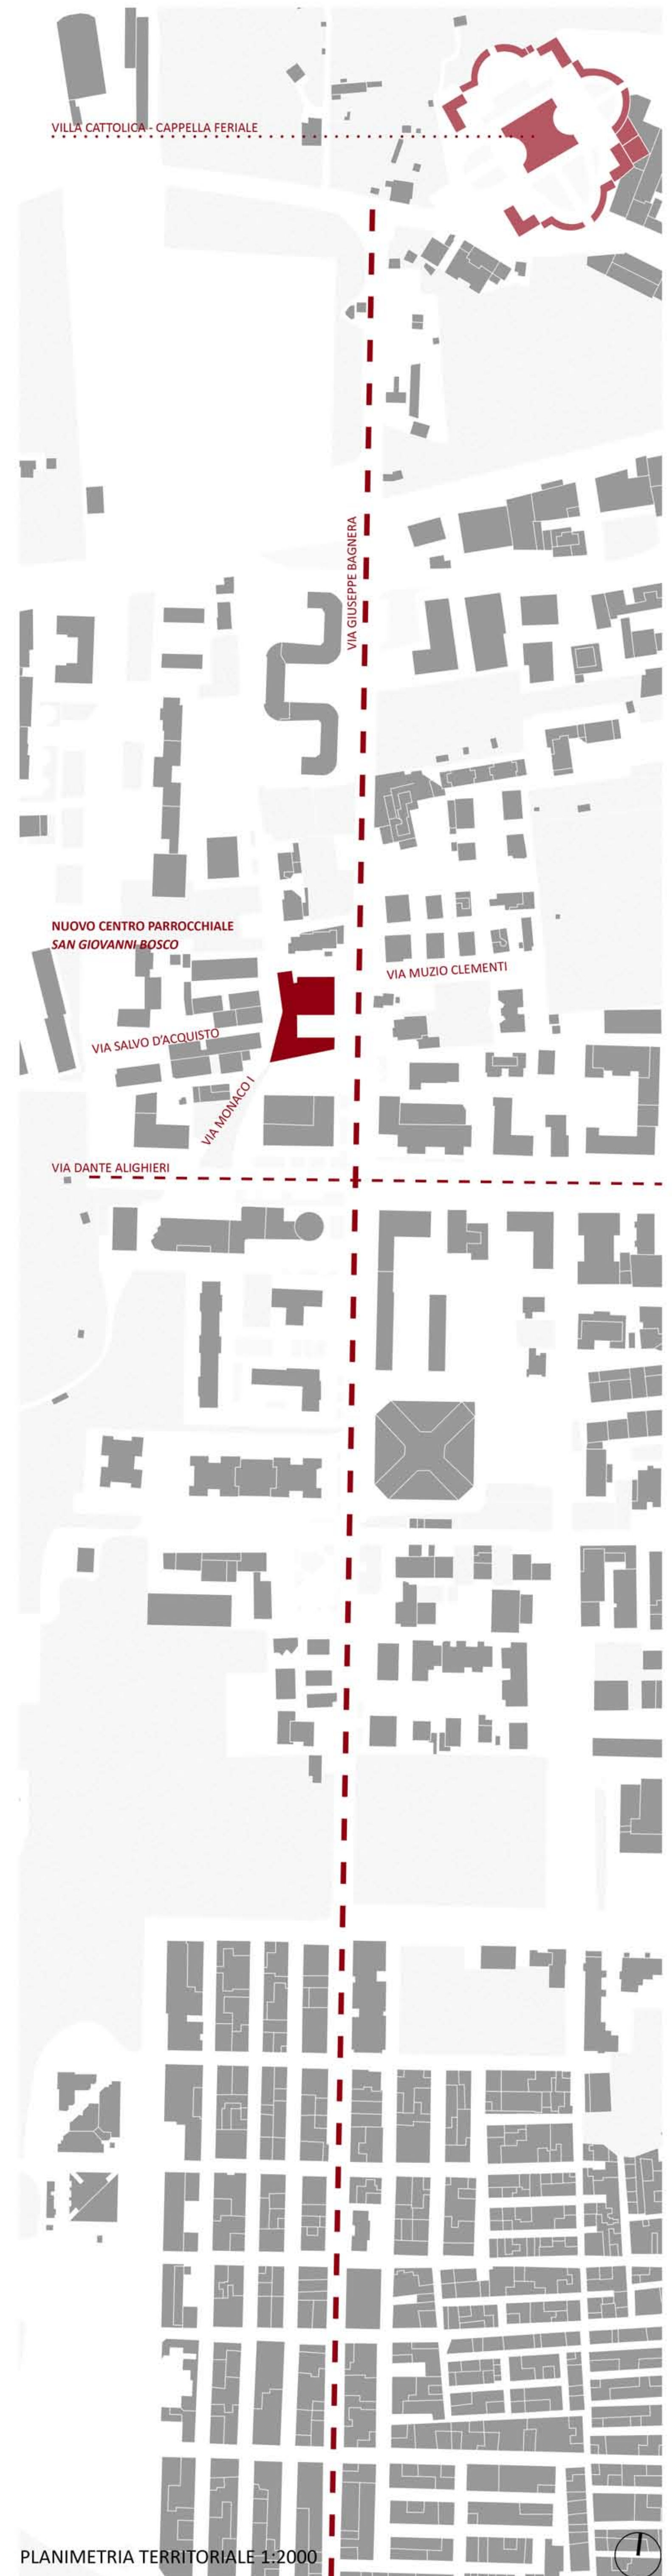 VILLA CATTOLICA - CAPPELLA FERIALE
VIA GIUSEPPE BAGNERA
NUOVO CENTRO PARROCCHIALE
SAN GIOVANNI BOSCO
VIA MUZIO CLEMENTI
VIA SALVO D'ACQUISTO
VIA MONACO I
VIA DANTE ALIGHIERI
PLANIMETRIA TERRITORIALE 1:2000